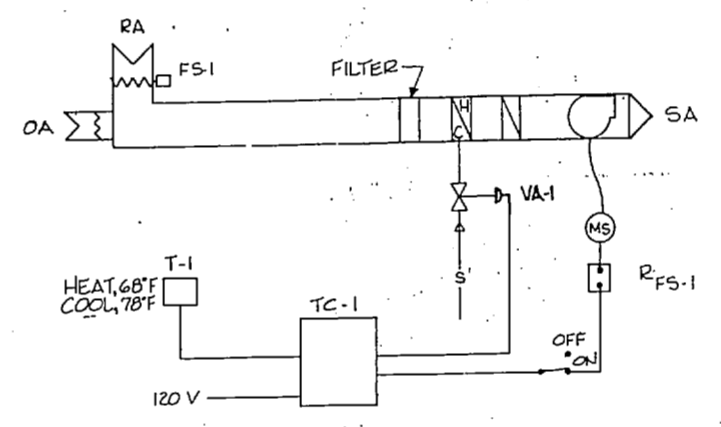 RA
FS-1
FILTER
OA
H
C
SA
VA-1
MS
T-1
HEAT, 68°F
COOL, 78°F
S
R FS-1
TC-1
OFF
ON
120 V